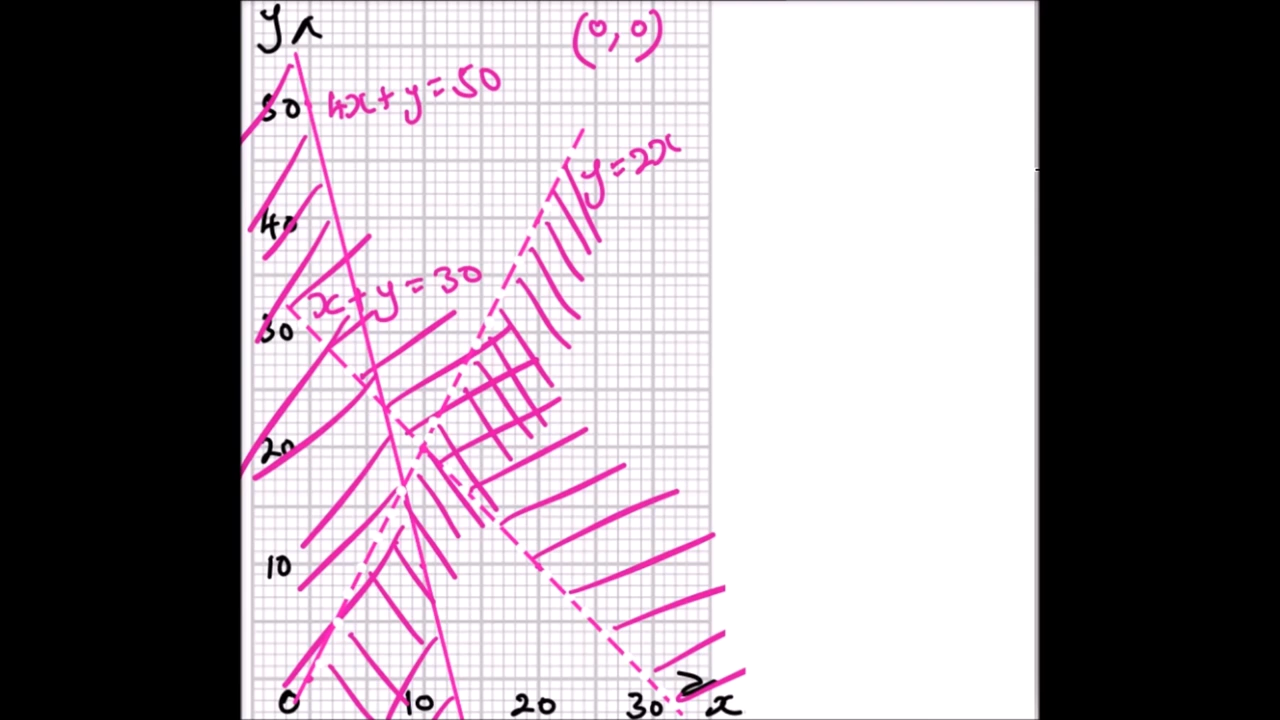 y
(0, 0)
4x + y = 50
50
y = 2x
40
x + y = 30
30
20
10
0 10 20 30 x